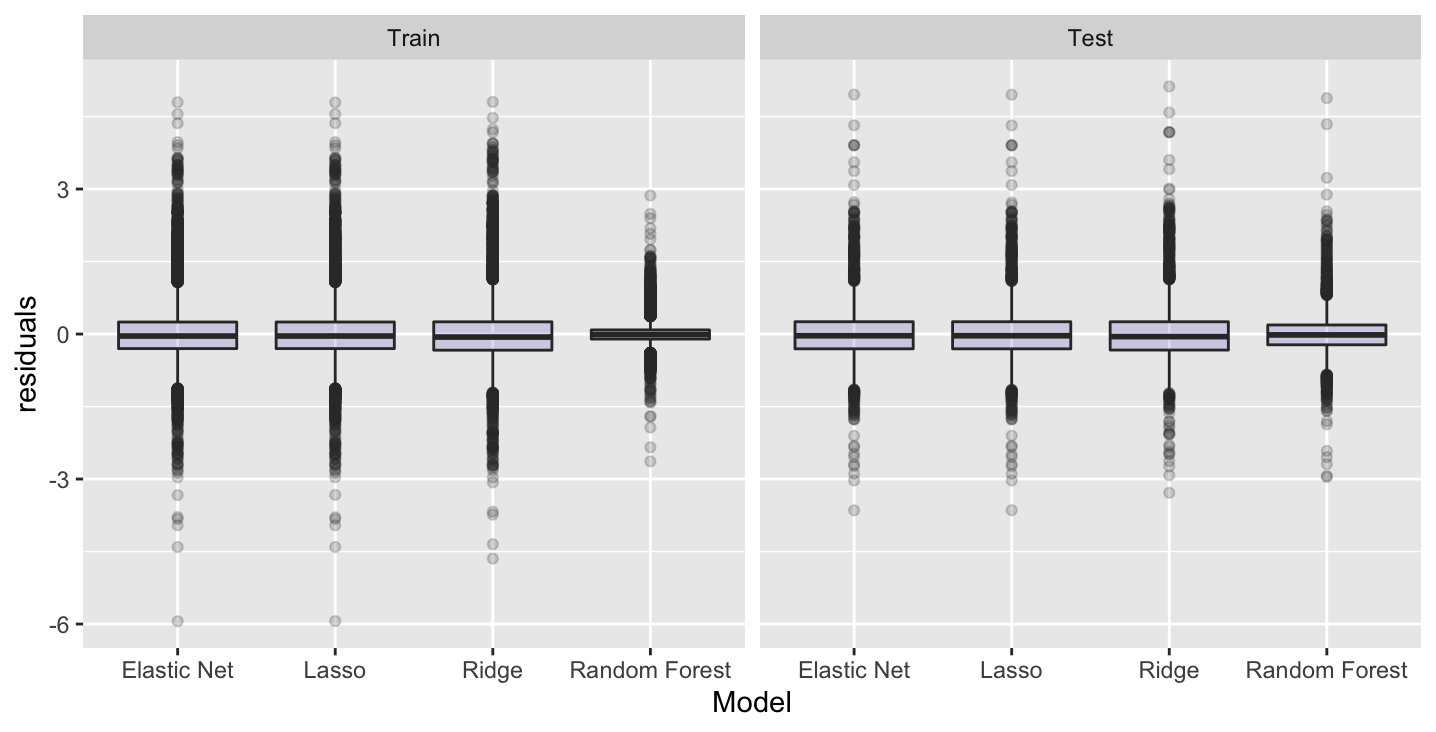 Train
Test
residuals
3
0
-3
-6
Elastic Net
Lasso
Ridge
Random Forest
Elastic Net
Lasso
Ridge
Random Forest
Model